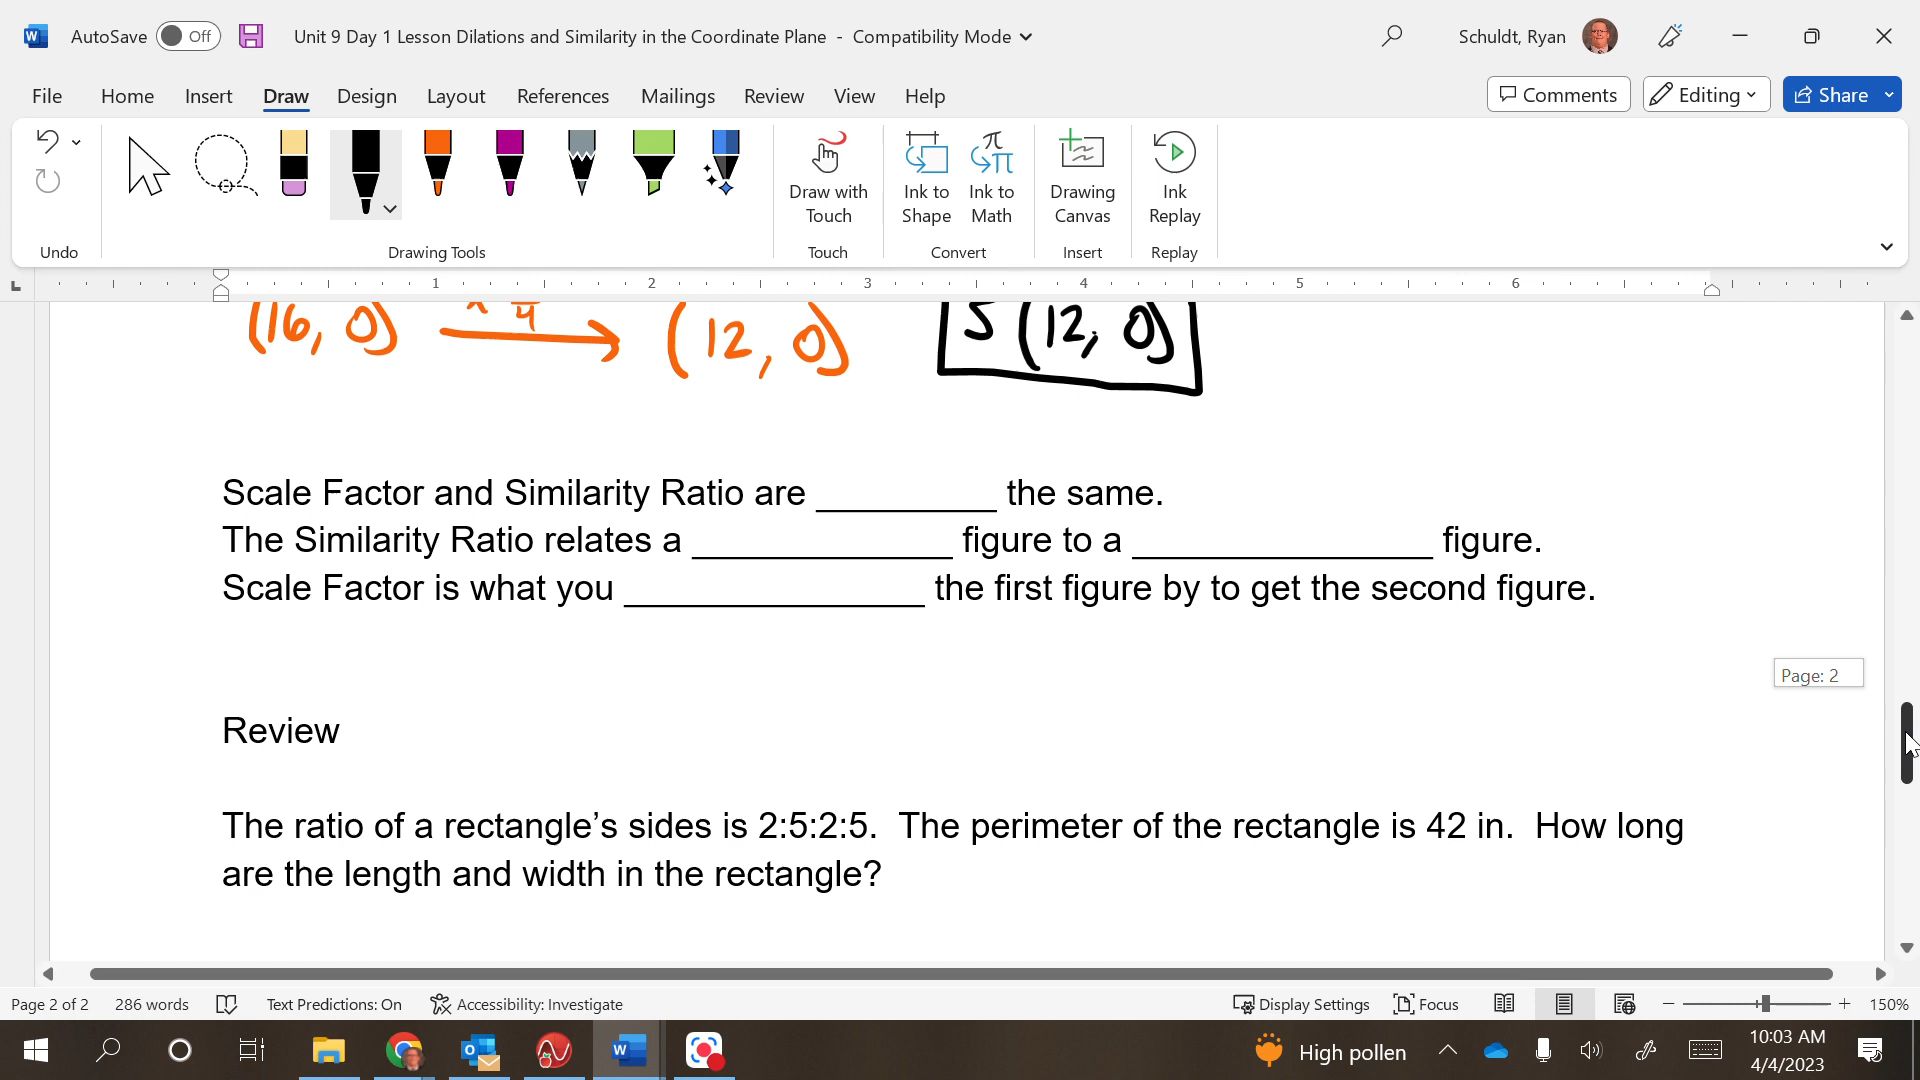 AutoSave Off Unit 9 Day 1 Lesson Dilations and Similarity in the Coordinate Plane - Compatibility Mode Schuldt, Ryan
File Home Insert Draw Design Layout References Mailings Review View Help Comments Editing Share
Draw with Touch Ink to Shape Ink to Math Drawing Canvas Ink Replay
Undo Drawing Tools Touch Convert Insert Replay
1 2 3 4 5 6
(16, 0) x 4 (12, 0) (12, 0)
Scale Factor and Similarity Ratio are _________ the same.
The Similarity Ratio relates a _____________ figure to a _______________ figure.
Scale Factor is what you _______________ the first figure by to get the second figure.
Page: 2
Review
The ratio of a rectangle’s sides is 2:5:2:5. The perimeter of the rectangle is 42 in. How long
are the length and width in the rectangle?
Page 2 of 2 286 words Text Predictions: On Accessibility: Investigate Display Settings Focus 150%
High pollen 10:03 AM
4/4/2023